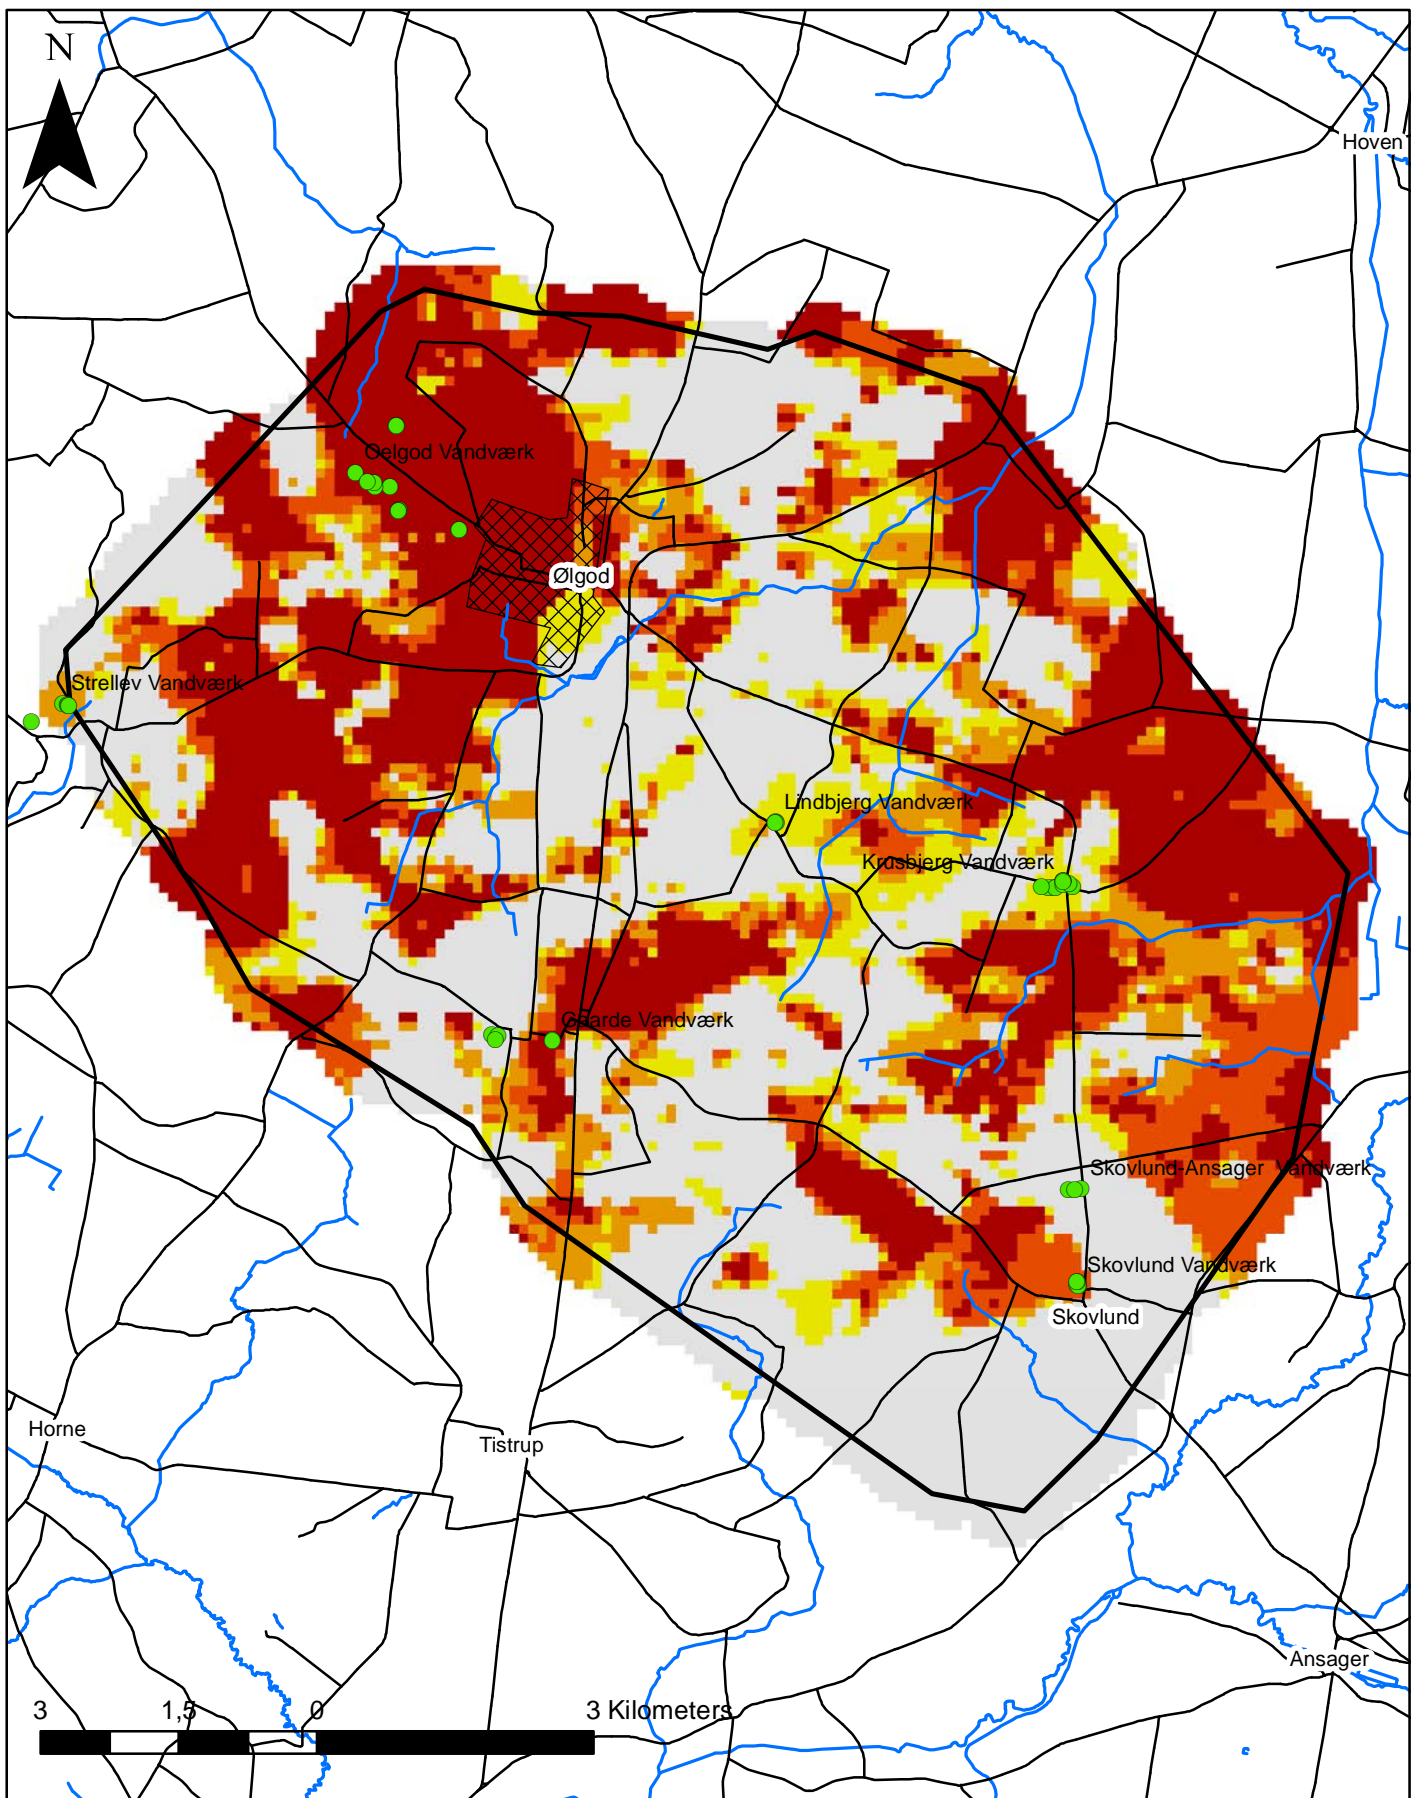 N
Hoven
Oelgod Vandværk
Ølgod
Strellev Vandværk
Lindbjerg Vandværk
Krusbjerg Vandværk
Gaarde Vandværk
Skovlund-Ansager Vandværk
Skovlund Vandværk
Skovlund
Horne
Tistrup
Ansager
3 1,5 0 3 Kilometers